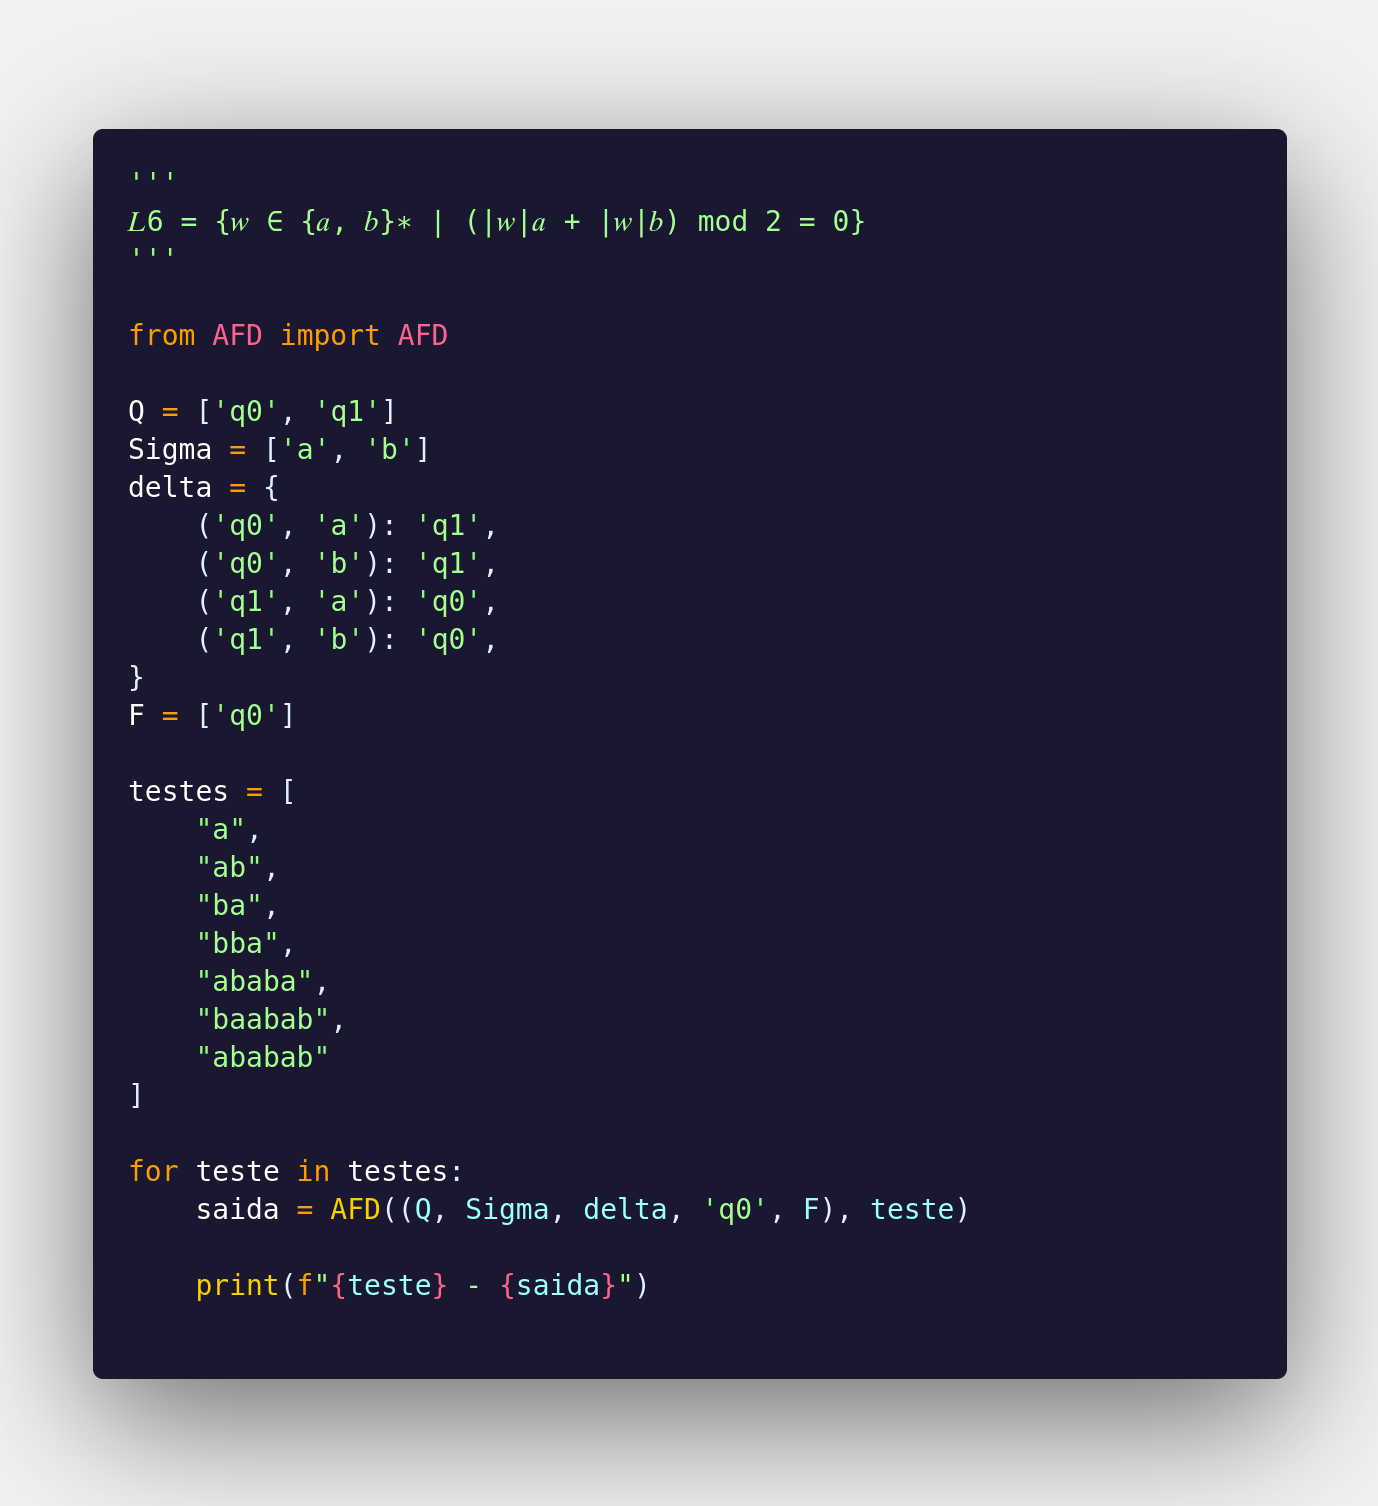 '''
𝐿6 = {𝑤 ∈ {𝑎, 𝑏}∗ | (|𝑤|𝑎 + |𝑤|𝑏) mod 2 = 0}
'''

from AFD import AFD

Q = ['q0', 'q1']
Sigma = ['a', 'b']
delta = {
    ('q0', 'a'): 'q1',
    ('q0', 'b'): 'q1',
    ('q1', 'a'): 'q0',
    ('q1', 'b'): 'q0',
}
F = ['q0']

testes = [
    "a",
    "ab",
    "ba",
    "bba",
    "ababa",
    "baabab",
    "ababab"
]

for teste in testes:
    saida = AFD((Q, Sigma, delta, 'q0', F), teste)

    print(f"{teste} - {saida}")